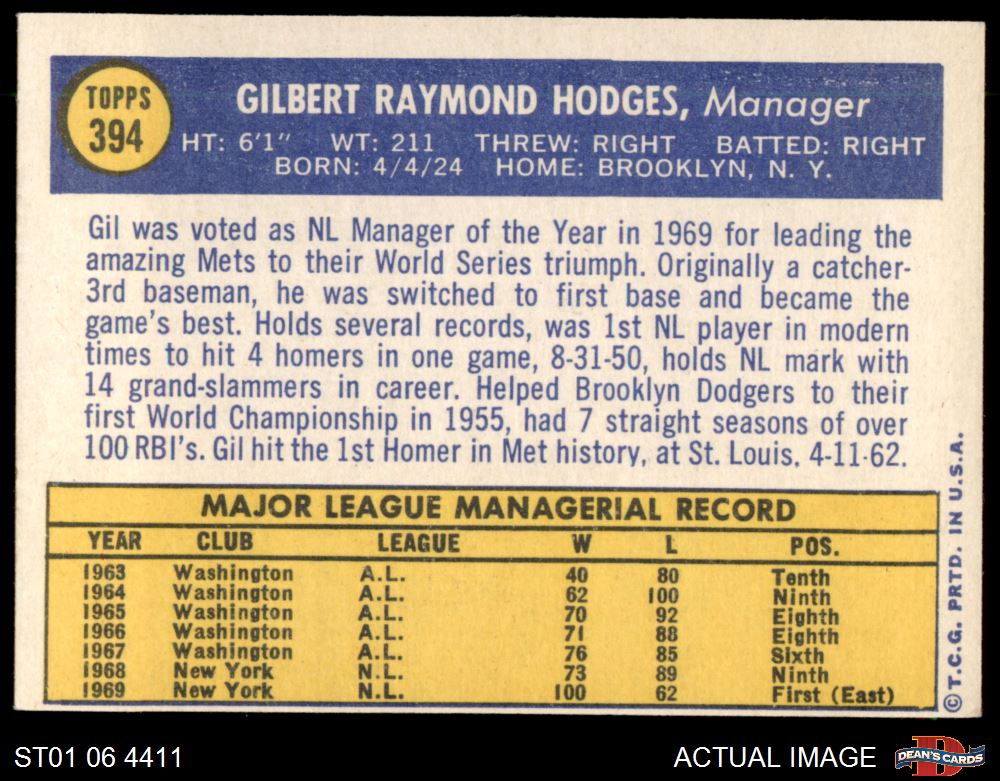 TOPPS
394
GILBERT RAYMOND HODGES, Manager
HT: 6'1" WT: 211 THREW: RIGHT BATTED: RIGHT
BORN: 4/4/24 HOME: BROOKLYN, N. Y.
Gil was voted as NL Manager of the Year in 1969 for leading the
amazing Mets to their World Series triumph. Originally a catcher-
3rd baseman, he was switched to first base and became the
game's best. Holds several records, was 1st NL player in modern
times to hit 4 homers in one game, 8-31-50, holds NL mark with
14 grand-slammers in career. Helped Brooklyn Dodgers to their
first World Championship in 1955, had 7 straight seasons of over
100 RBI's. Gil hit the 1st Homer in Met history, at St. Louis, 4-11-62.
MAJOR LEAGUE MANAGERIAL RECORD
YEAR CLUB LEAGUE W L POS.
1963 Washington A.L. 40 80 Tenth
1964 Washington A.L. 62 100 Ninth
1965 Washington A.L. 70 92 Eighth
1966 Washington A.L. 71 88 Eighth
1967 Washington A.L. 76 85 Sixth
1968 New York N.L. 73 89 Ninth
1969 New York N.L. 100 62 First (East)
© T.C.G. PRTD. IN U.S.A.
ST01 06 4411
ACTUAL IMAGE
D
DEAN'S CARDS